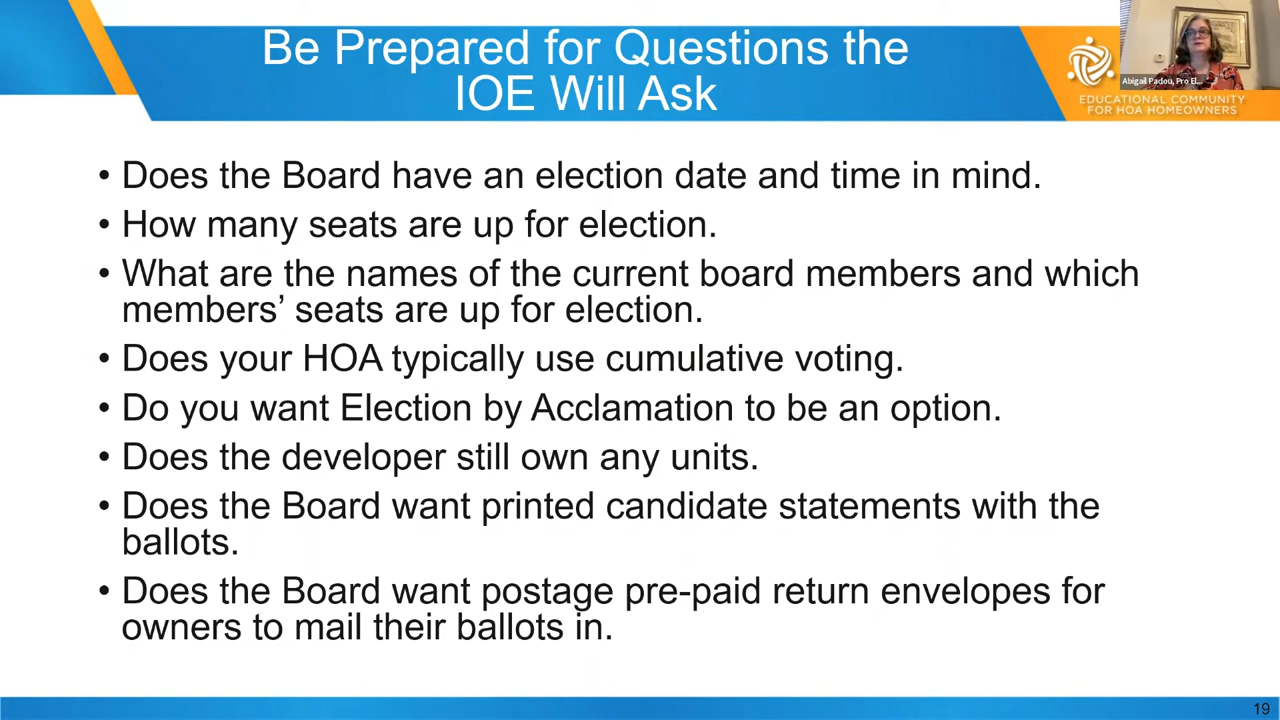 Be Prepared for Questions the
IOE Will Ask
Abigail Padou, Pro El...
EDUCATIONAL COMMUNITY
FOR HOA HOMEOWNERS
• Does the Board have an election date and time in mind.
• How many seats are up for election.
• What are the names of the current board members and which
members’ seats are up for election.
• Does your HOA typically use cumulative voting.
• Do you want Election by Acclamation to be an option.
• Does the developer still own any units.
• Does the Board want printed candidate statements with the
ballots.
• Does the Board want postage pre-paid return envelopes for
owners to mail their ballots in.
19